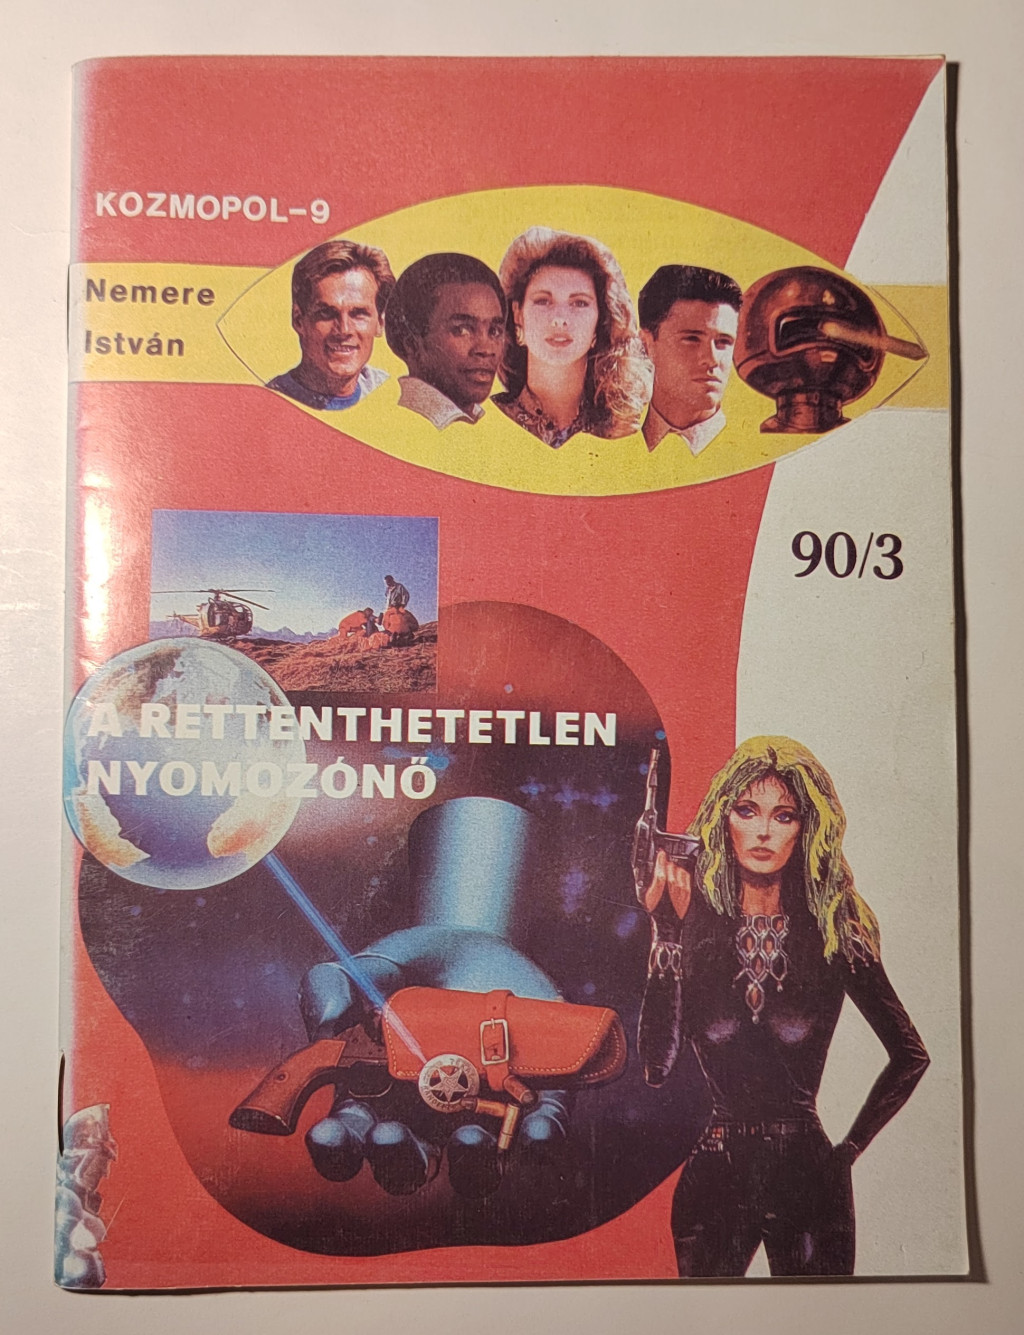 KOZMOPOL-9
Nemere
István
90/3
A RETTENTHETETLEN
NYOMOZÓNŐ